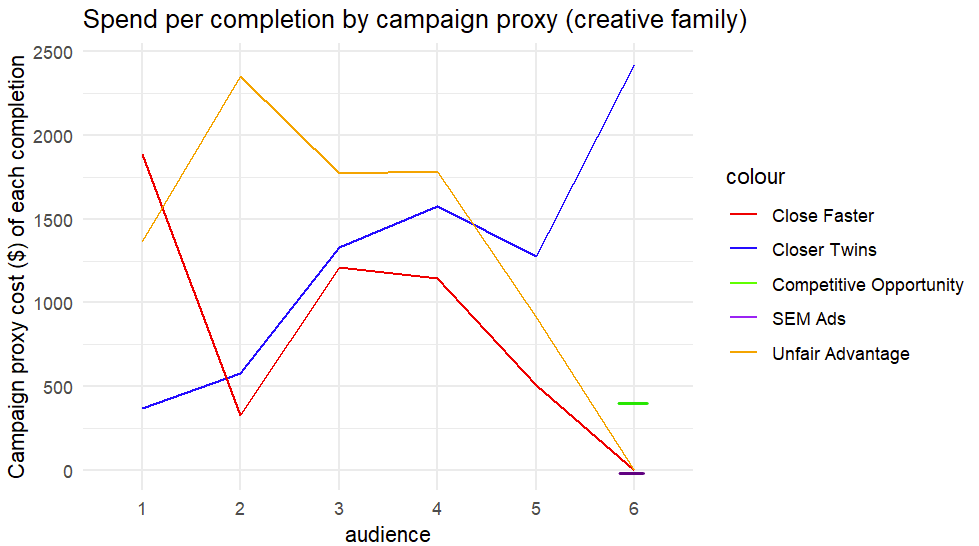 Spend per completion by campaign proxy (creative family)
Campaign proxy cost ($) of each completion
2500
2000
1500
1000
500
0
1 2 3 4 5 6
audience
colour
Close Faster
Closer Twins
Competitive Opportunity
SEM Ads
Unfair Advantage